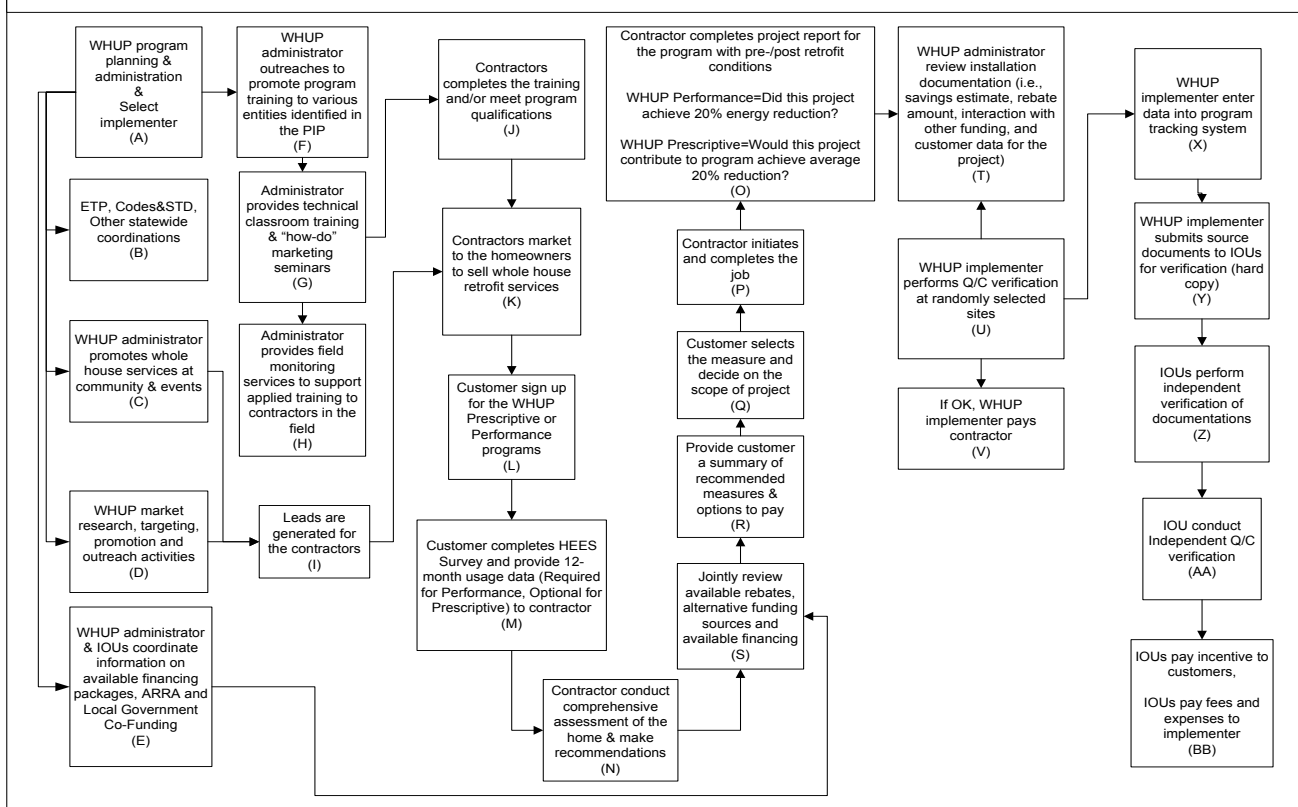 WHUP program
planning &
administration
&
Select
implementer
(A)
ETP, Codes&STD,
Other statewide
coordinations
(B)
WHUP administrator
promotes whole
house services at
community & events
(C)
WHUP market
research, targeting,
promotion and
outreach activities
(D)
WHUP administrator
& IOUs coordinate
information on
available financing
packages, ARRA and
Local Government
Co-Funding
(E)
WHUP
administrator
outreaches to
promote program
training to various
entities identified in
the PIP
(F)
Administrator
provides technical
classroom training
& “how-do”
marketing
seminars
(G)
Administrator
provides field
monitoring
services to support
applied training to
contractors in the
field
(H)
Leads are
generated for
the contractors
(I)
Contractors
completes the training
and/or meet program
qualifications
(J)
Contractors market
to the homeowners
to sell whole house
retrofit services
(K)
Customer sign up
for the WHUP
Prescriptive or
Performance
programs
(L)
Customer completes HEES
Survey and provide 12-
month usage data (Required
for Performance, Optional
for Prescriptive) to contractor
(M)
Contractor conduct
comprehensive
assessment of the
home & make
recommendations
(N)
Contractor completes project report for
the program with pre-/post retrofit
conditions
WHUP Performance=Did this project
achieve 20% energy reduction?
WHUP Prescriptive=Would this project
contribute to program achieve average
20% reduction?
(O)
Contractor initiates
and completes the
job
(P)
Customer selects
the measure and
decide on the
scope of project
(Q)
Provide customer
a summary of
recommended
measures &
options to pay
(R)
Jointly review
available rebates,
alternative funding
sources and
available financing
(S)
WHUP administrator
review installation
documentation (i.e.,
savings estimate, rebate
amount, interaction with
other funding, and
customer data for the
project)
(T)
WHUP implementer
performs Q/C verification
at randomly selected
sites
(U)
If OK, WHUP
implementer pays
contractor
(V)
WHUP
implementer enter
data into program
tracking system
(X)
WHUP implementer
submits source
documents to IOUs
for verification (hard
copy)
(Y)
IOUs perform
independent
verification of
documentations
(Z)
IOU conduct
Independent Q/C
verification
(AA)
IOUs pay incentive to
customers,
IOUs pay fees and
expenses to
implementer
(BB)